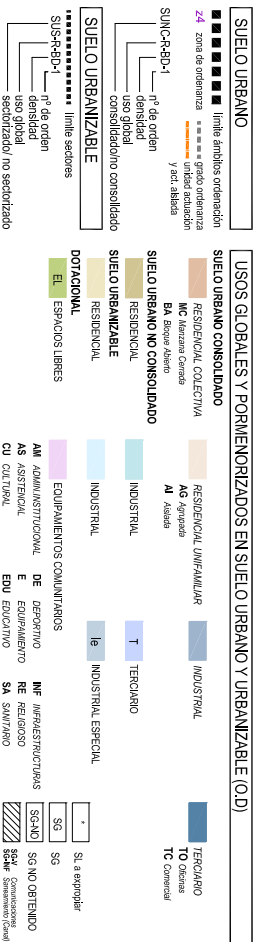 SUELO URBANO
límite ámbitos ordenación
z4 zona de ordenanza
grado ordenanza
unidad actuación
y act. aislada
SUNC-R-BD-1
nº de orden
densidad
uso global
consolidado/no consolidado
SUELO URBANIZABLE
límite sectores
SUS-R-BD-1
nº de orden
densidad
uso global
sectorizado/ no sectorizado
USOS GLOBALES Y PORMENORIZADOS EN SUELO URBANO Y URBANIZABLE (O.D)
SUELO URBANO CONSOLIDADO
RESIDENCIAL COLECTIVA
MC Manzana Cerrada
BA Bloque Abierto
RESIDENCIAL UNIFAMILIAR
AG Agrupada
AI Aislada
INDUSTRIAL
TERCIARIO
TO Oficinas
TC Comercial
SUELO URBANO NO CONSOLIDADO
RESIDENCIAL
INDUSTRIAL
T TERCIARIO
SUELO URBANIZABLE
RESIDENCIAL
INDUSTRIAL
Ie INDUSTRIAL ESPECIAL
DOTACIONAL
EL ESPACIOS LIBRES
EQUIPAMIENTOS COMUNITARIOS
AM ADMIN.INSTITUCIONAL
AS ASISTENCIAL
CU CULTURAL
DE DEPORTIVO
E EQUIPAMIENTO
EDU EDUCATIVO
INF INFRAESTRUCTURAS
RE RELIGIOSO
SA SANITARIO
* SL a expropiar
SG SG
SG-NO SG NO OBTENIDO
SG-V Comunicaciones
SG-NF Saneamiento (Canal)